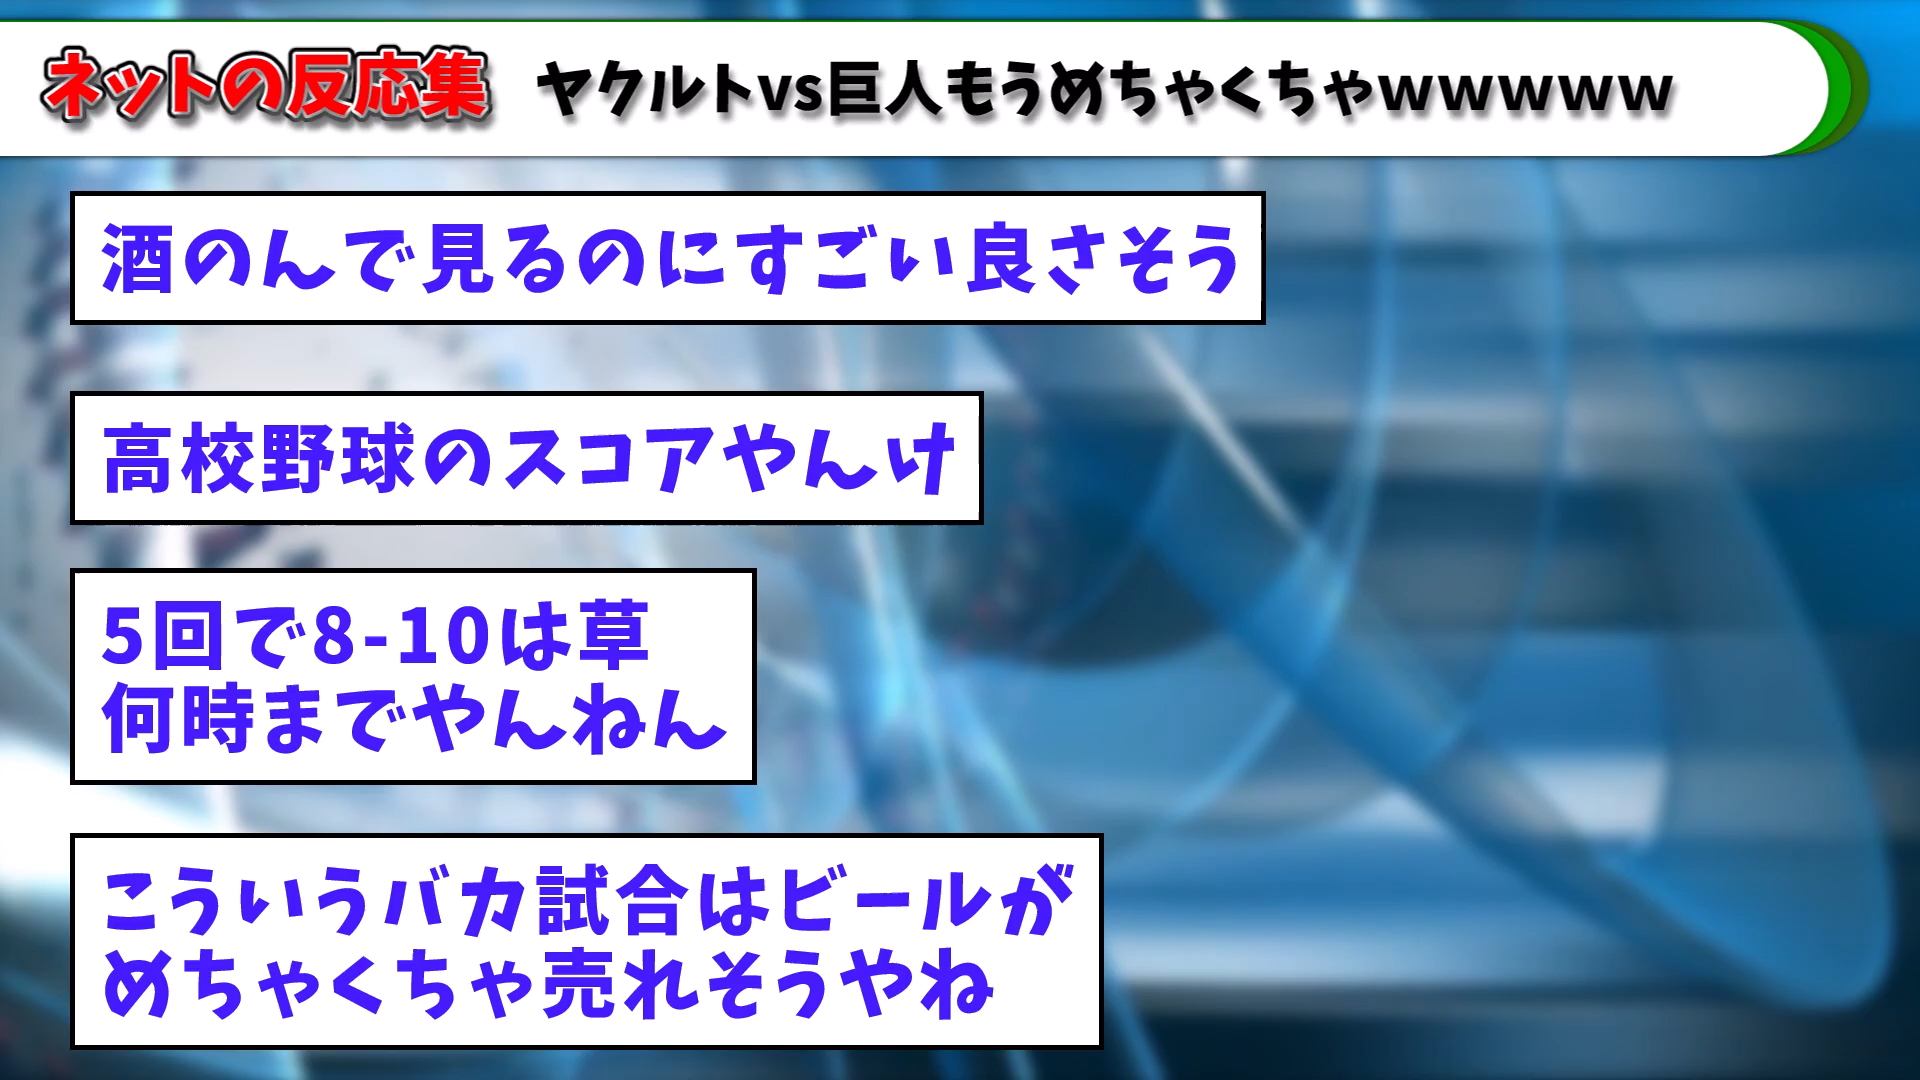 ネットの反応集 ヤクルトvs巨人もうめちゃくちゃwwwww
酒のんで見るのにすごい良さそう
高校野球のスコアやんけ
5回で8-10は草
何時までやんねん
こういうバカ試合はビールが
めちゃくちゃ売れそうやね